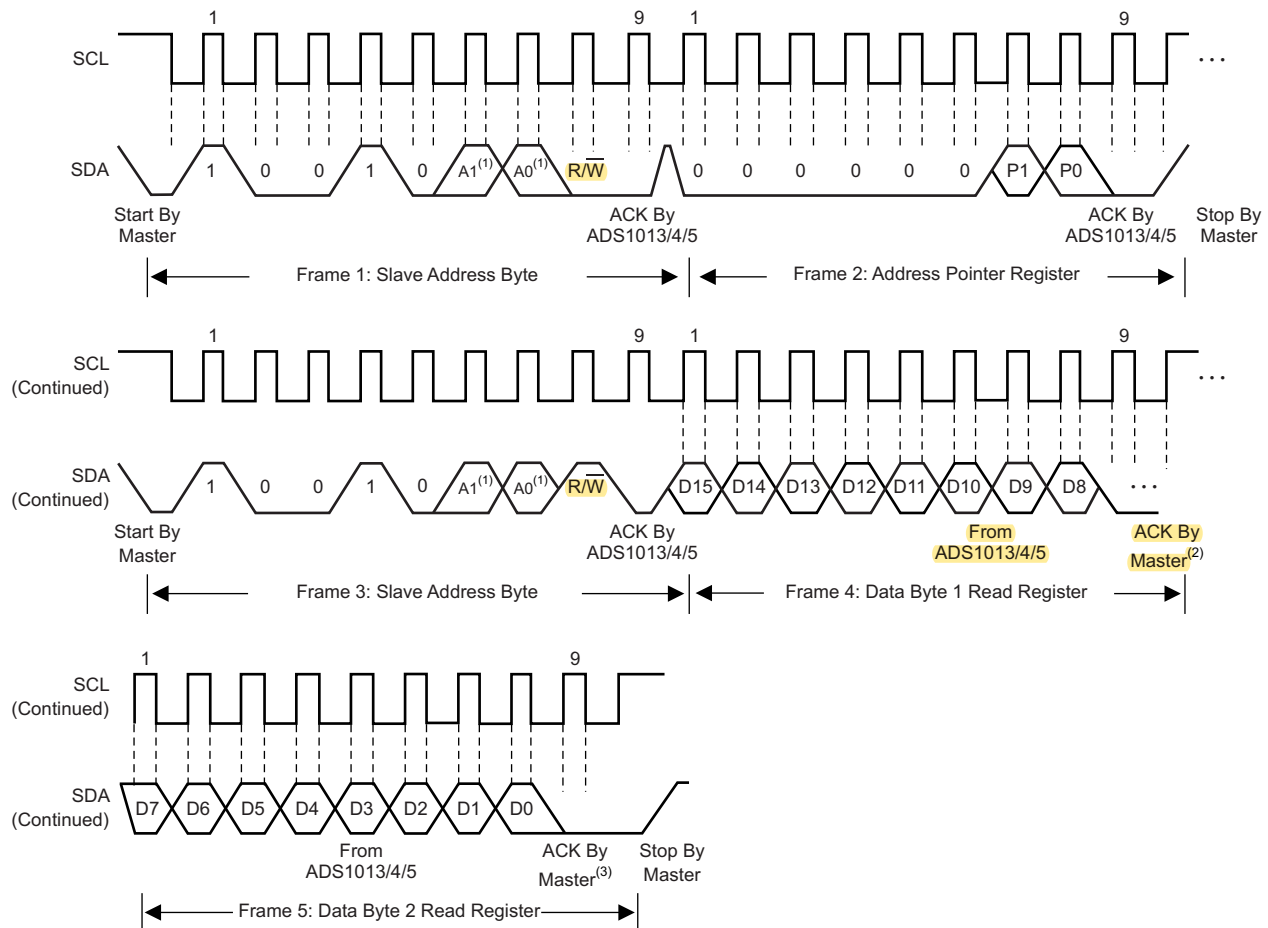 1 9 1 9
SCL ...
SDA 1 0 0 1 0 A1(1) A0(1) R/W 0 0 0 0 0 0 P1 P0
Start By Master ACK By ADS1013/4/5 ACK By ADS1013/4/5 Stop By Master
Frame 1: Slave Address Byte Frame 2: Address Pointer Register
1 9 1 9
SCL (Continued) ...
SDA (Continued) 1 0 0 1 0 A1(1) A0(1) R/W D15 D14 D13 D12 D11 D10 D9 D8 ...
Start By Master ACK By ADS1013/4/5 From ADS1013/4/5 ACK By Master(2)
Frame 3: Slave Address Byte Frame 4: Data Byte 1 Read Register
1 9
SCL (Continued)
SDA (Continued) D7 D6 D5 D4 D3 D2 D1 D0
From ADS1013/4/5 ACK By Master(3) Stop By Master
Frame 5: Data Byte 2 Read Register